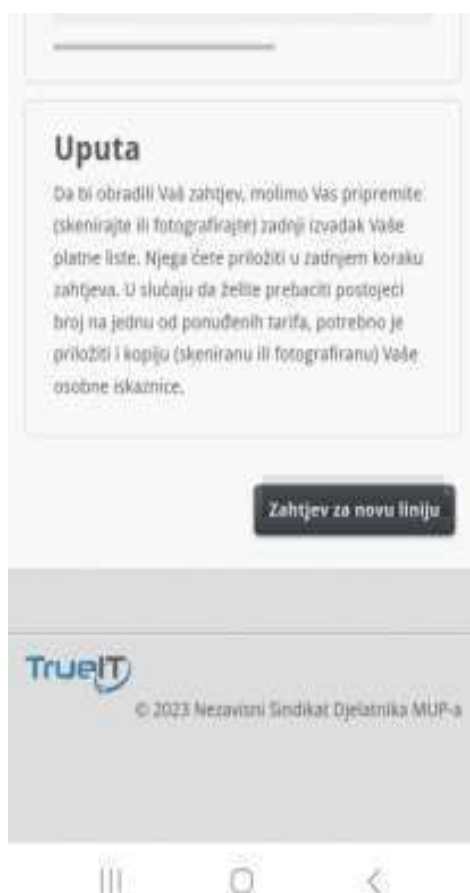 Uputa
Da bi obradili Vaš zahtjev, molimo Vas pripremite
(skenirajte ili fotografirajte) zadnji izvadak Vaše
platne liste. Njega ćete priložiti u zadnjem koraku
zahtjeva. U slučaju da želite prebaciti postojeći
broj na jednu od ponuđenih tarifa, potrebno je
priložiti i kopiju (skeniranu ili fotografiranu) Vaše
osobne iskaznice.
Zahtjev za novu liniju
TrueIT
© 2023 Nezavisni Sindikat Djelatnika MUP-a